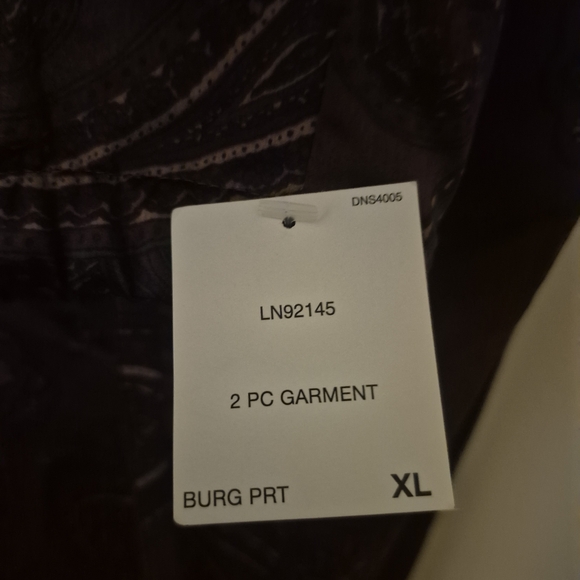 DNS4005
LN92145
2 PC GARMENT
BURG PRT XL